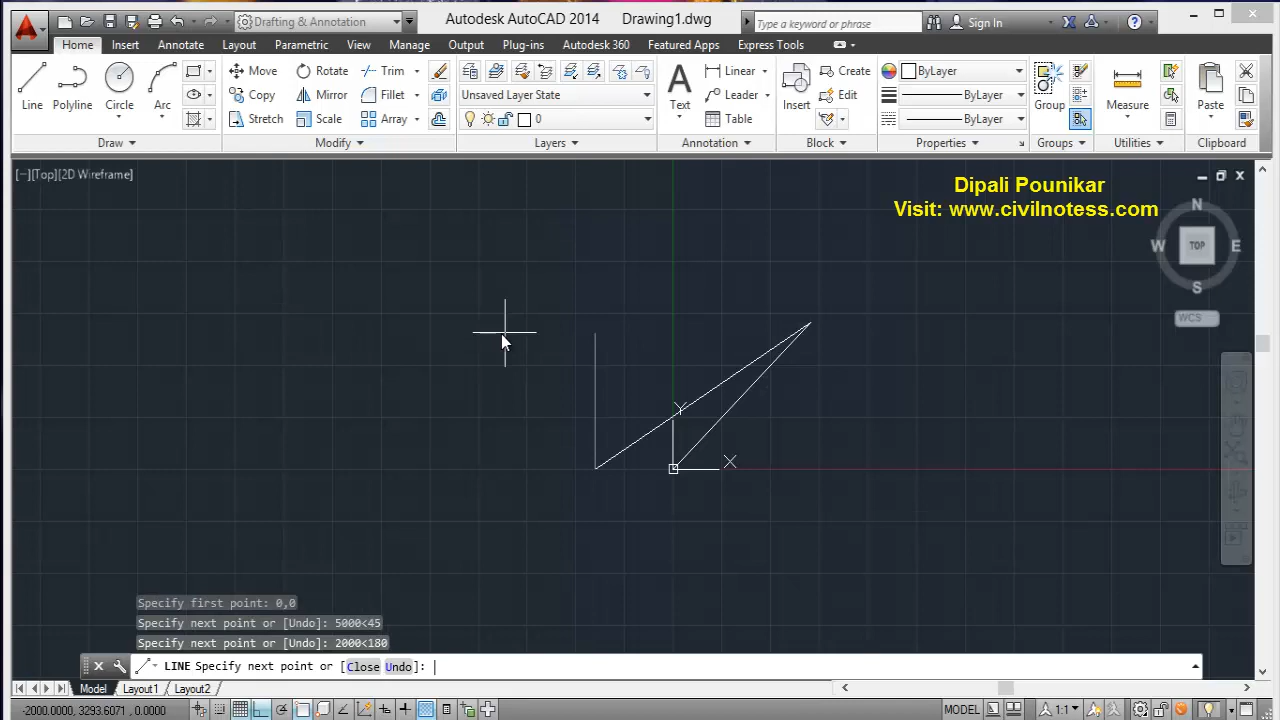 Drafting & Annotation
Autodesk AutoCAD 2014 Drawing1.dwg
Type a keyword or phrase
Sign In
Home Insert Annotate Layout Parametric View Manage Output Plug-ins Autodesk 360 Featured Apps Express Tools
Line Polyline Circle Arc
Move Rotate Trim
Copy Mirror Fillet
Stretch Scale Array
Unsaved Layer State
0
Text
Linear
Leader
Table
Insert
Create
Edit
ByLayer
ByLayer
ByLayer
Group
Measure
Paste
Draw Modify Layers Annotation Block Properties Groups Utilities Clipboard
[−][Top][2D Wireframe]
Dipali Pounikar
Visit: www.civilnotess.com
N
W TOP E
S
WCS
Y
X
Specify first point: 0,0
Specify next point or [Undo]: 5000<45
Specify next point or [Undo]: 2000<180
LINE Specify next point or [Close Undo]:
Model Layout1 Layout2
-2000.0000, 3293.6071 , 0.0000
MODEL
1:1